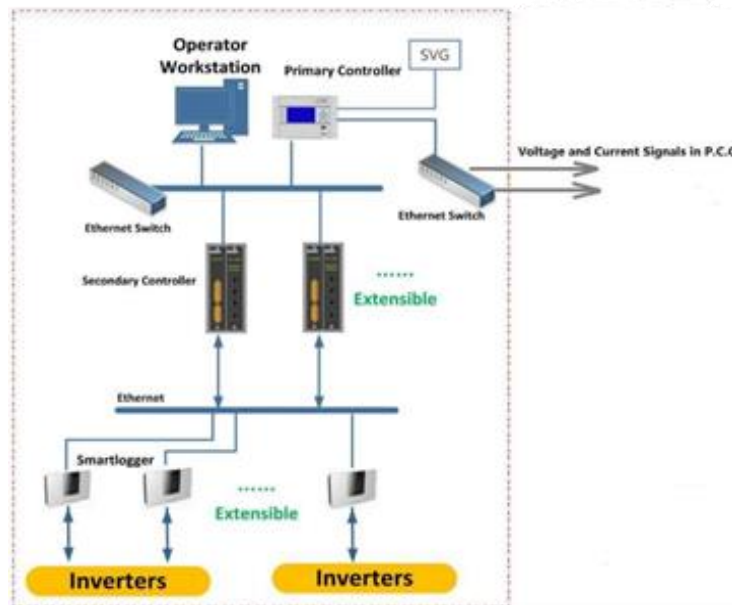 Operator
Workstation
Primary Controller
SVG
Voltage and Current Signals in P.C.C
Ethernet Switch
Ethernet Switch
Secondary Controller
......
Extensible
Ethernet
Smartlogger
......
Extensible
Inverters
Inverters